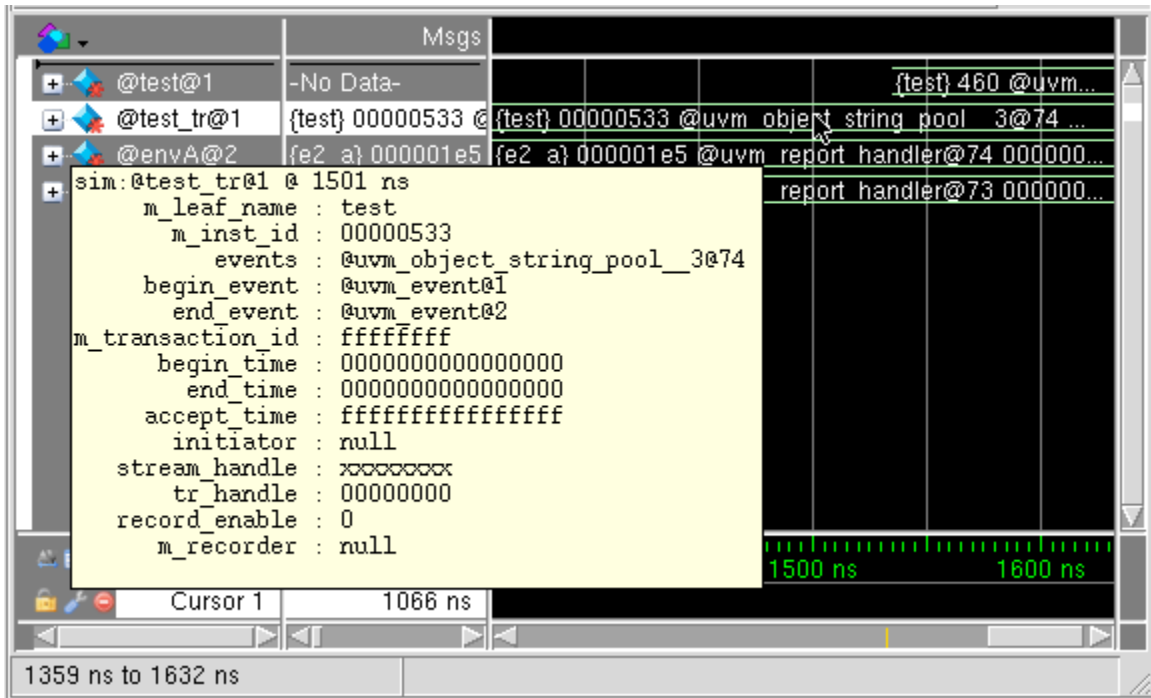 Msgs
@test@1 -No Data- {test} 460 @uvm...
@test_tr@1 {test} 00000533 @ {test} 00000533 @uvm_object_string_pool__3@74 ...
@envA@2 {e2_a} 000001e5 {e2_a} 000001e5 @uvm_report_handler@74 000000...
_report_handler@73 000000...
sim:@test_tr@1 @ 1501 ns
m_leaf_name : test
m_inst_id : 00000533
events : @uvm_object_string_pool__3@74
begin_event : @uvm_event@1
end_event : @uvm_event@2
m_transaction_id : ffffffff
begin_time : 0000000000000000
end_time : 0000000000000000
accept_time : ffffffffffffffff
initiator : null
stream_handle : xxxxxxxx
tr_handle : 00000000
record_enable : 0
m_recorder : null
1500 ns 1600 ns
Cursor 1 1066 ns
1359 ns to 1632 ns